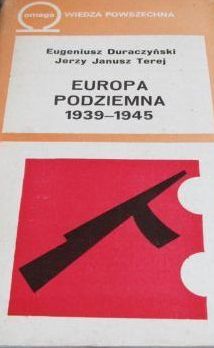 omega WIEDZA POWSZECHNA
Eugeniusz Duraczyński
Jerzy Janusz Terej
EUROPA
PODZIEMNA
1939-1945